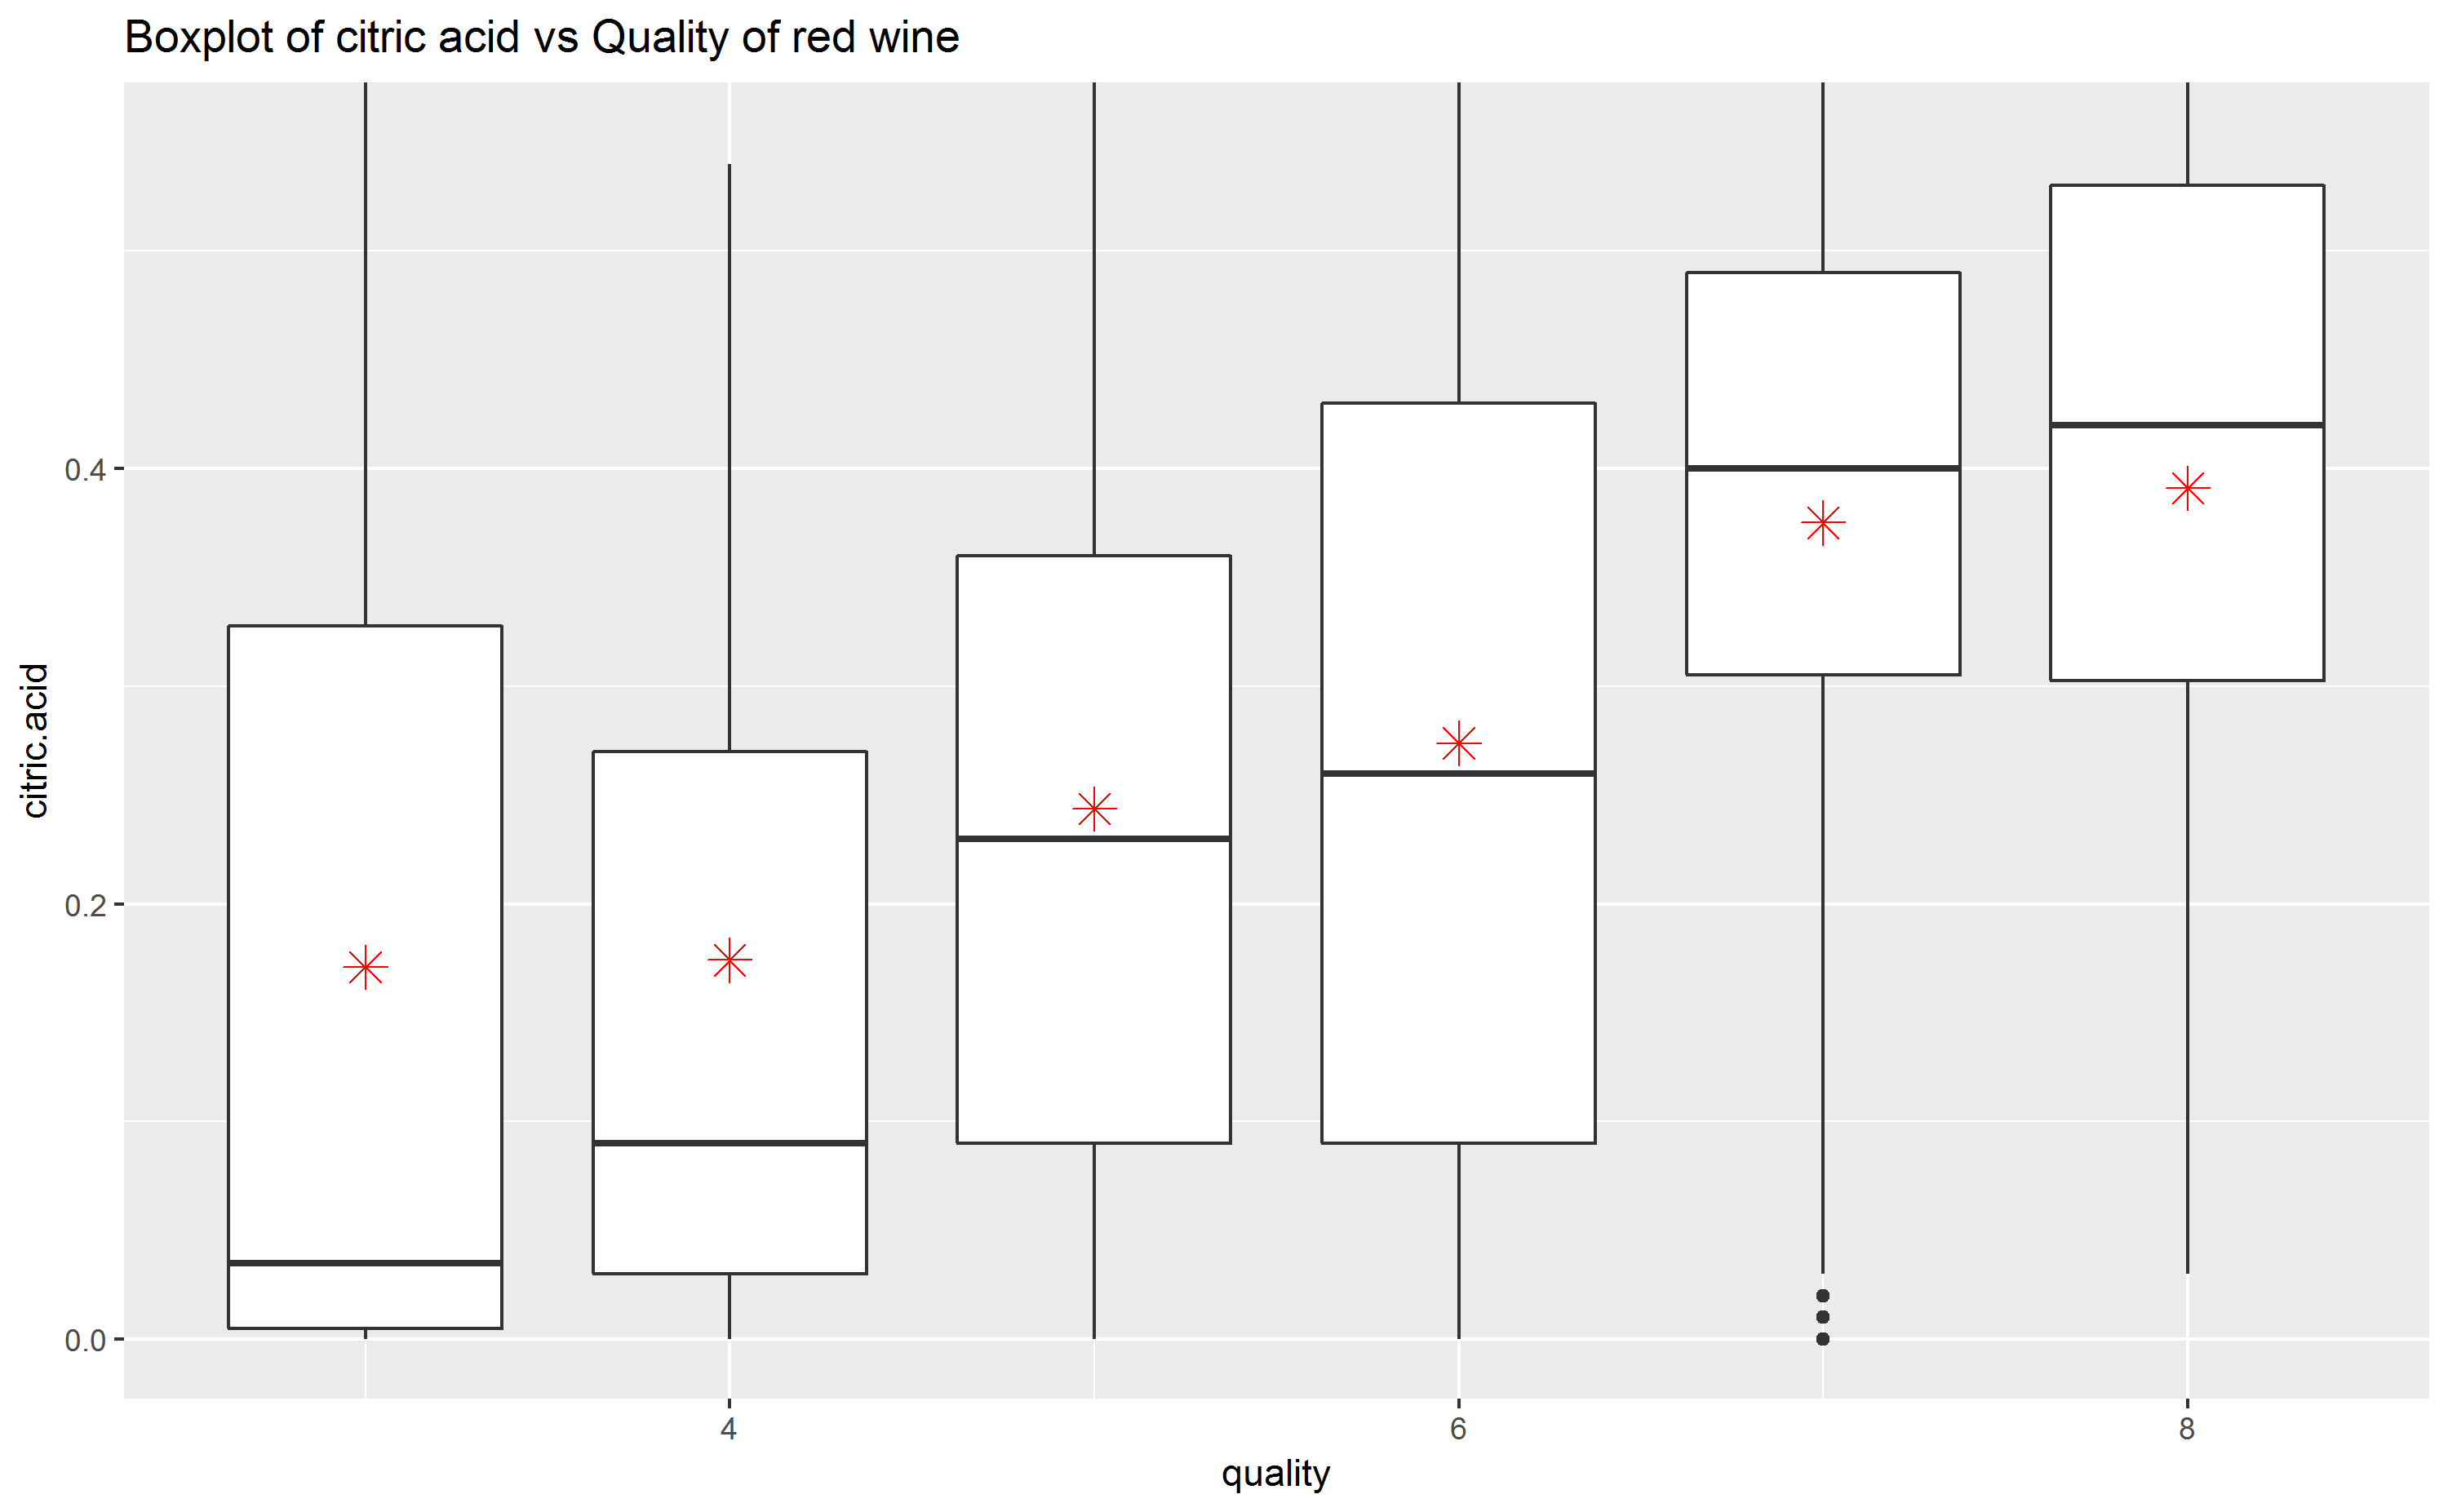 Boxplot of citric acid vs Quality of red wine
citric.acid
0.4
0.2
0.0
4 6 8
quality